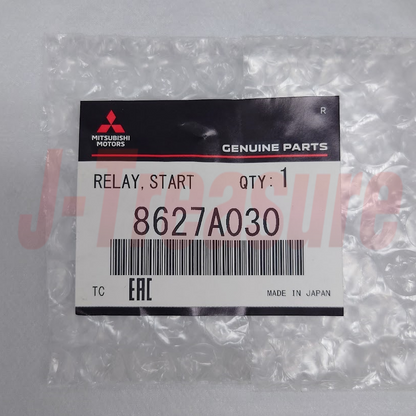 R
MITSUBISHI
MOTORS
GENUINE PARTS
RELAY, START QTY: 1
J-Treasure
8627A030
TC EAC MADE IN JAPAN